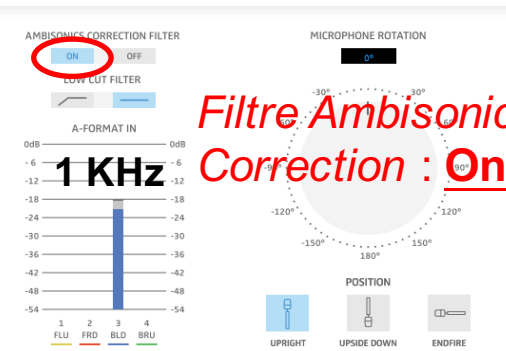 AMBISONICS CORRECTION FILTER
ON OFF
LOW CUT FILTER
A-FORMAT IN
0dB 0dB
- 6 - 6
-12 -12
-18 -18
-24 -24
-30 -30
-36 -36
-42 -42
-48 -48
-54 -54
1 KHz
1 2 3 4
FLU FRD BLD BRU
MICROPHONE ROTATION
0°
-30° 30°
-60° 60°
-90° 90°
-120° 120°
-150° 150°
180°
Filtre Ambisonic
Correction : On
POSITION
UPRIGHT UPSIDE DOWN ENDFIRE